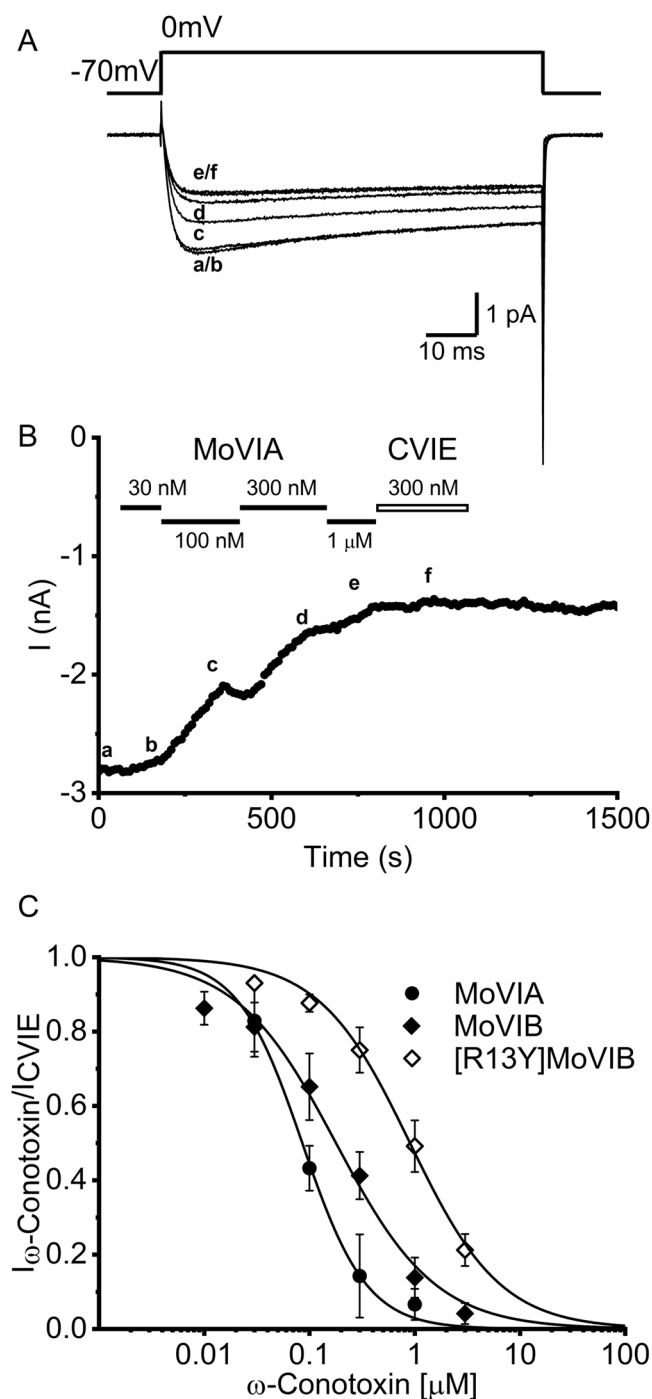 A
0mV
-70mV
e/f
d
c
a/b
1 pA
10 ms
B
MoVIA
CVIE
30 nM
300 nM
300 nM
100 nM
1 μM
0
-1
-2
-3
I (nA)
a
b
c
d
e
f
0
500
1000
1500
Time (s)
C
1.0
0.8
0.6
0.4
0.2
0.0
Iω-Conotoxin/ICVIE
MoVIA
MoVIB
[R13Y]MoVIB
0.01
0.1
1
10
100
ω-Conotoxin [μM]